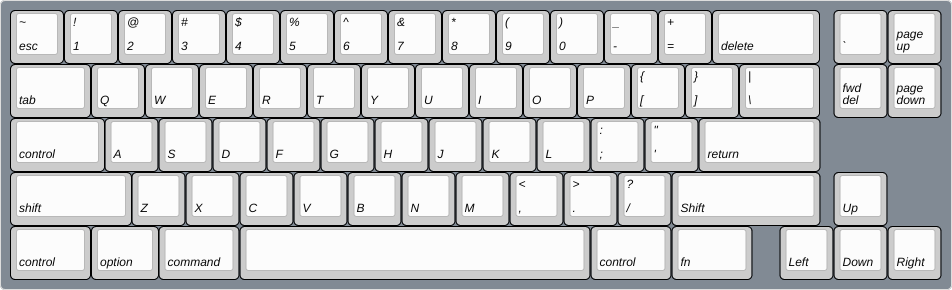 ~ ! @ # $ % ^ & * ( ) _ + page
esc 1 2 3 4 5 6 7 8 9 0 - = delete ` up
{ } |
tab Q W E R T Y U I O P [ ] \ fwd del page down
: "
control A S D F G H J K L ; ' return
< > ?
shift Z X C V B N M , . / Shift Up
control option command control fn Left Down Right